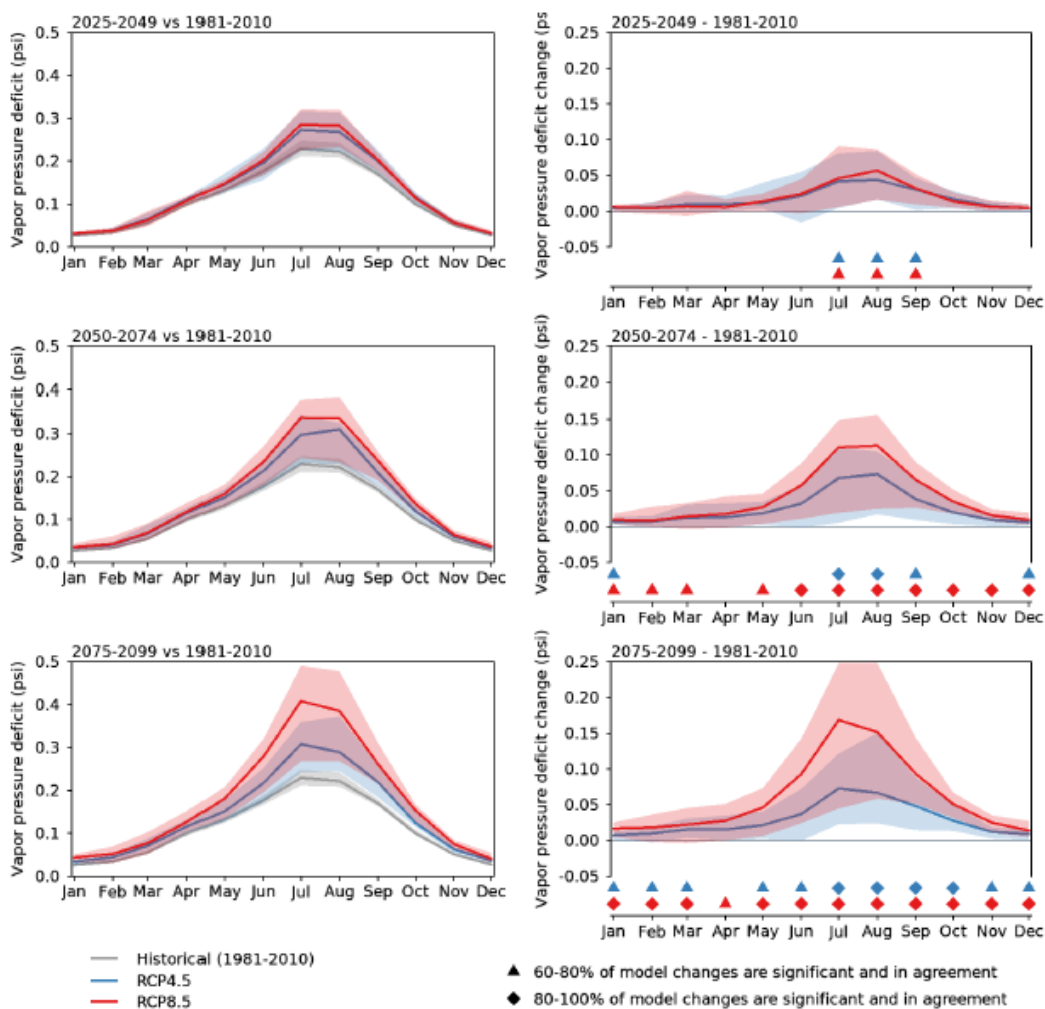 2025-2049 vs 1981-2010
Vapor pressure deficit (psi)
0.5
0.4
0.3
0.2
0.1
0.0
Jan Feb Mar Apr May Jun Jul Aug Sep Oct Nov Dec
2025-2049 - 1981-2010
Vapor pressure deficit change (ps
0.25
0.20
0.15
0.10
0.05
0.00
-0.05
Jan Feb Mar Apr May Jun Jul Aug Sep Oct Nov Dec
2050-2074 vs 1981-2010
Vapor pressure deficit (psi)
0.5
0.4
0.3
0.2
0.1
0.0
Jan Feb Mar Apr May Jun Jul Aug Sep Oct Nov Dec
2050-2074 - 1981-2010
Vapor pressure deficit change (psi)
0.25
0.20
0.15
0.10
0.05
0.00
-0.05
Jan Feb Mar Apr May Jun Jul Aug Sep Oct Nov Dec
2075-2099 vs 1981-2010
Vapor pressure deficit (psi)
0.5
0.4
0.3
0.2
0.1
0.0
Jan Feb Mar Apr May Jun Jul Aug Sep Oct Nov Dec
2075-2099 - 1981-2010
Vapor pressure deficit change (psi)
0.25
0.20
0.15
0.10
0.05
0.00
-0.05
Jan Feb Mar Apr May Jun Jul Aug Sep Oct Nov Dec
Historical (1981-2010)
RCP4.5
RCP8.5
60-80% of model changes are significant and in agreement
80-100% of model changes are significant and in agreement